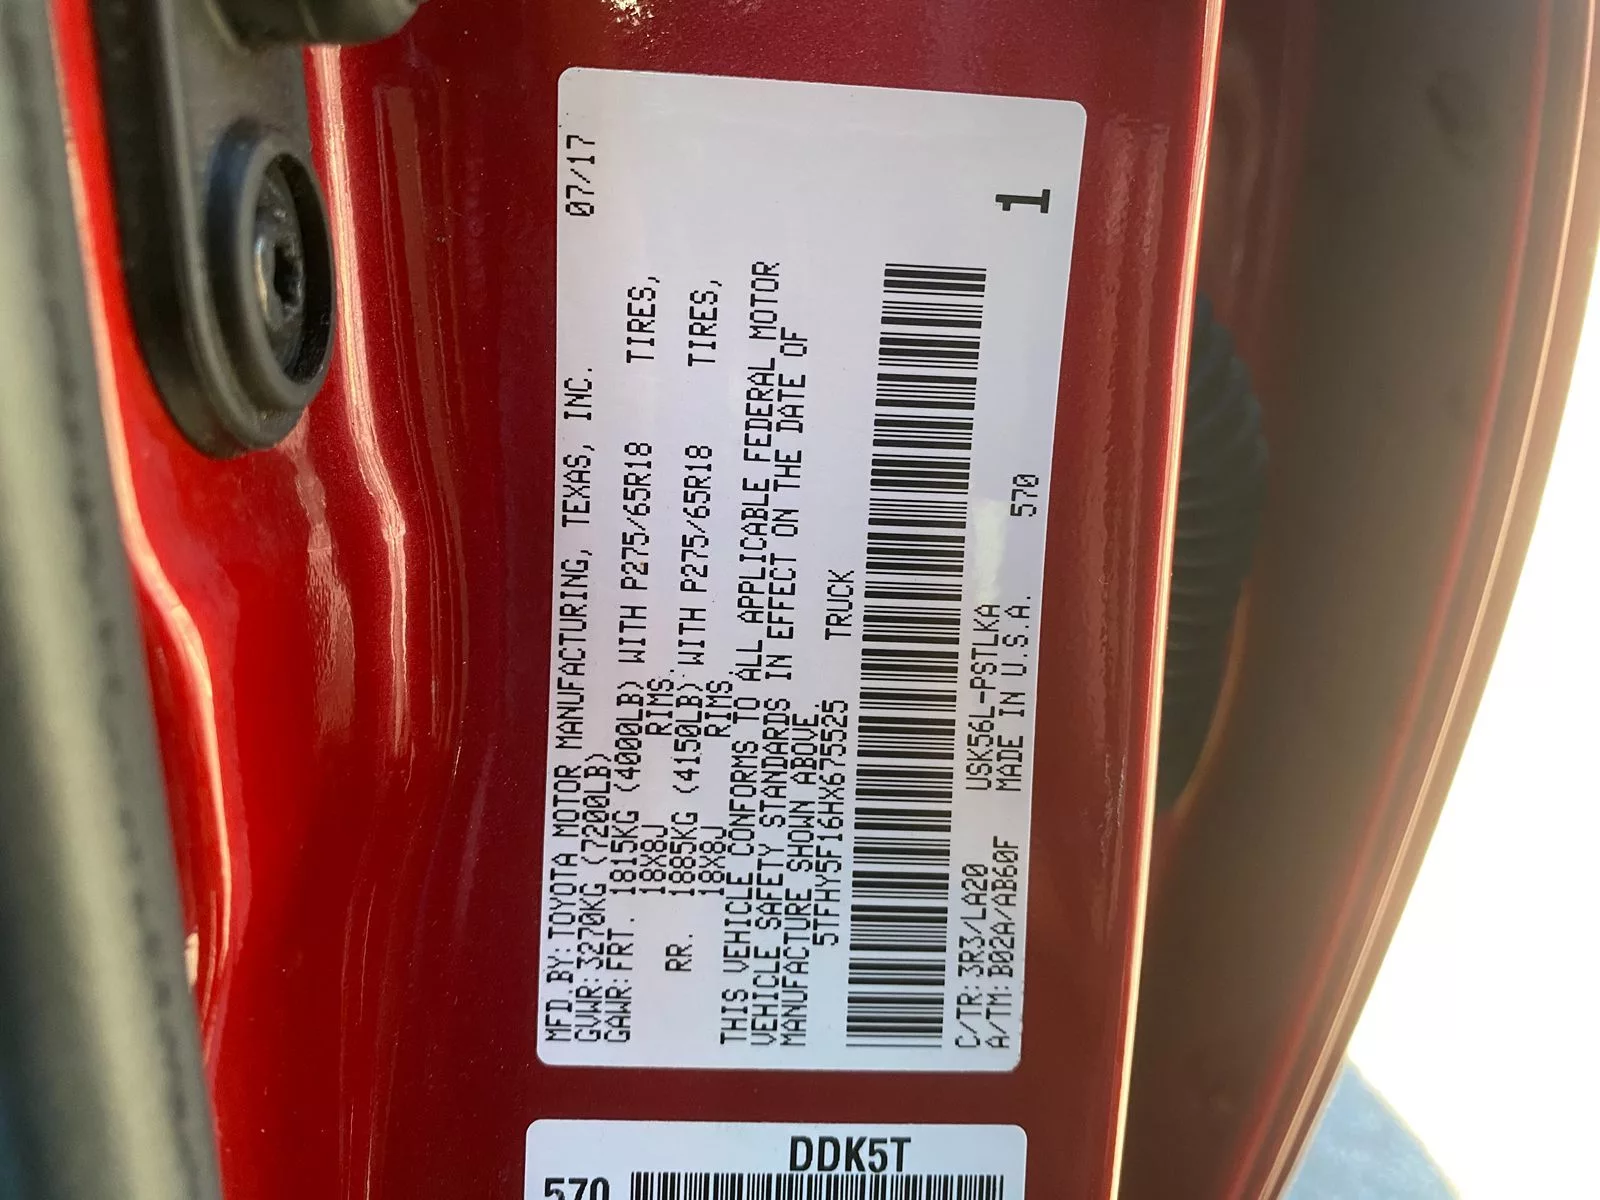 MFD.BY:TOYOTA MOTOR MANUFACTURING, TEXAS, INC. 07/17
GVWR:3270KG(7200LB)
GAWR:FRT. 1815KG(4000LB) WITH P275/65R18 TIRES,
18X8J RIMS.
RR. 1885KG(4150LB) WITH P275/65R18 TIRES,
18X8J RIMS.
THIS VEHICLE CONFORMS TO ALL APPLICABLE FEDERAL MOTOR
VEHICLE SAFETY STANDARDS IN EFFECT ON THE DATE OF
MANUFACTURE SHOWN ABOVE.
5TFHY5F16HX675525 TRUCK
C/TR:3R3/LA20 USK56L-PSTLKA
A/TM:B02A/AB60F MADE IN U.S.A. 570
1
DDK5T
570